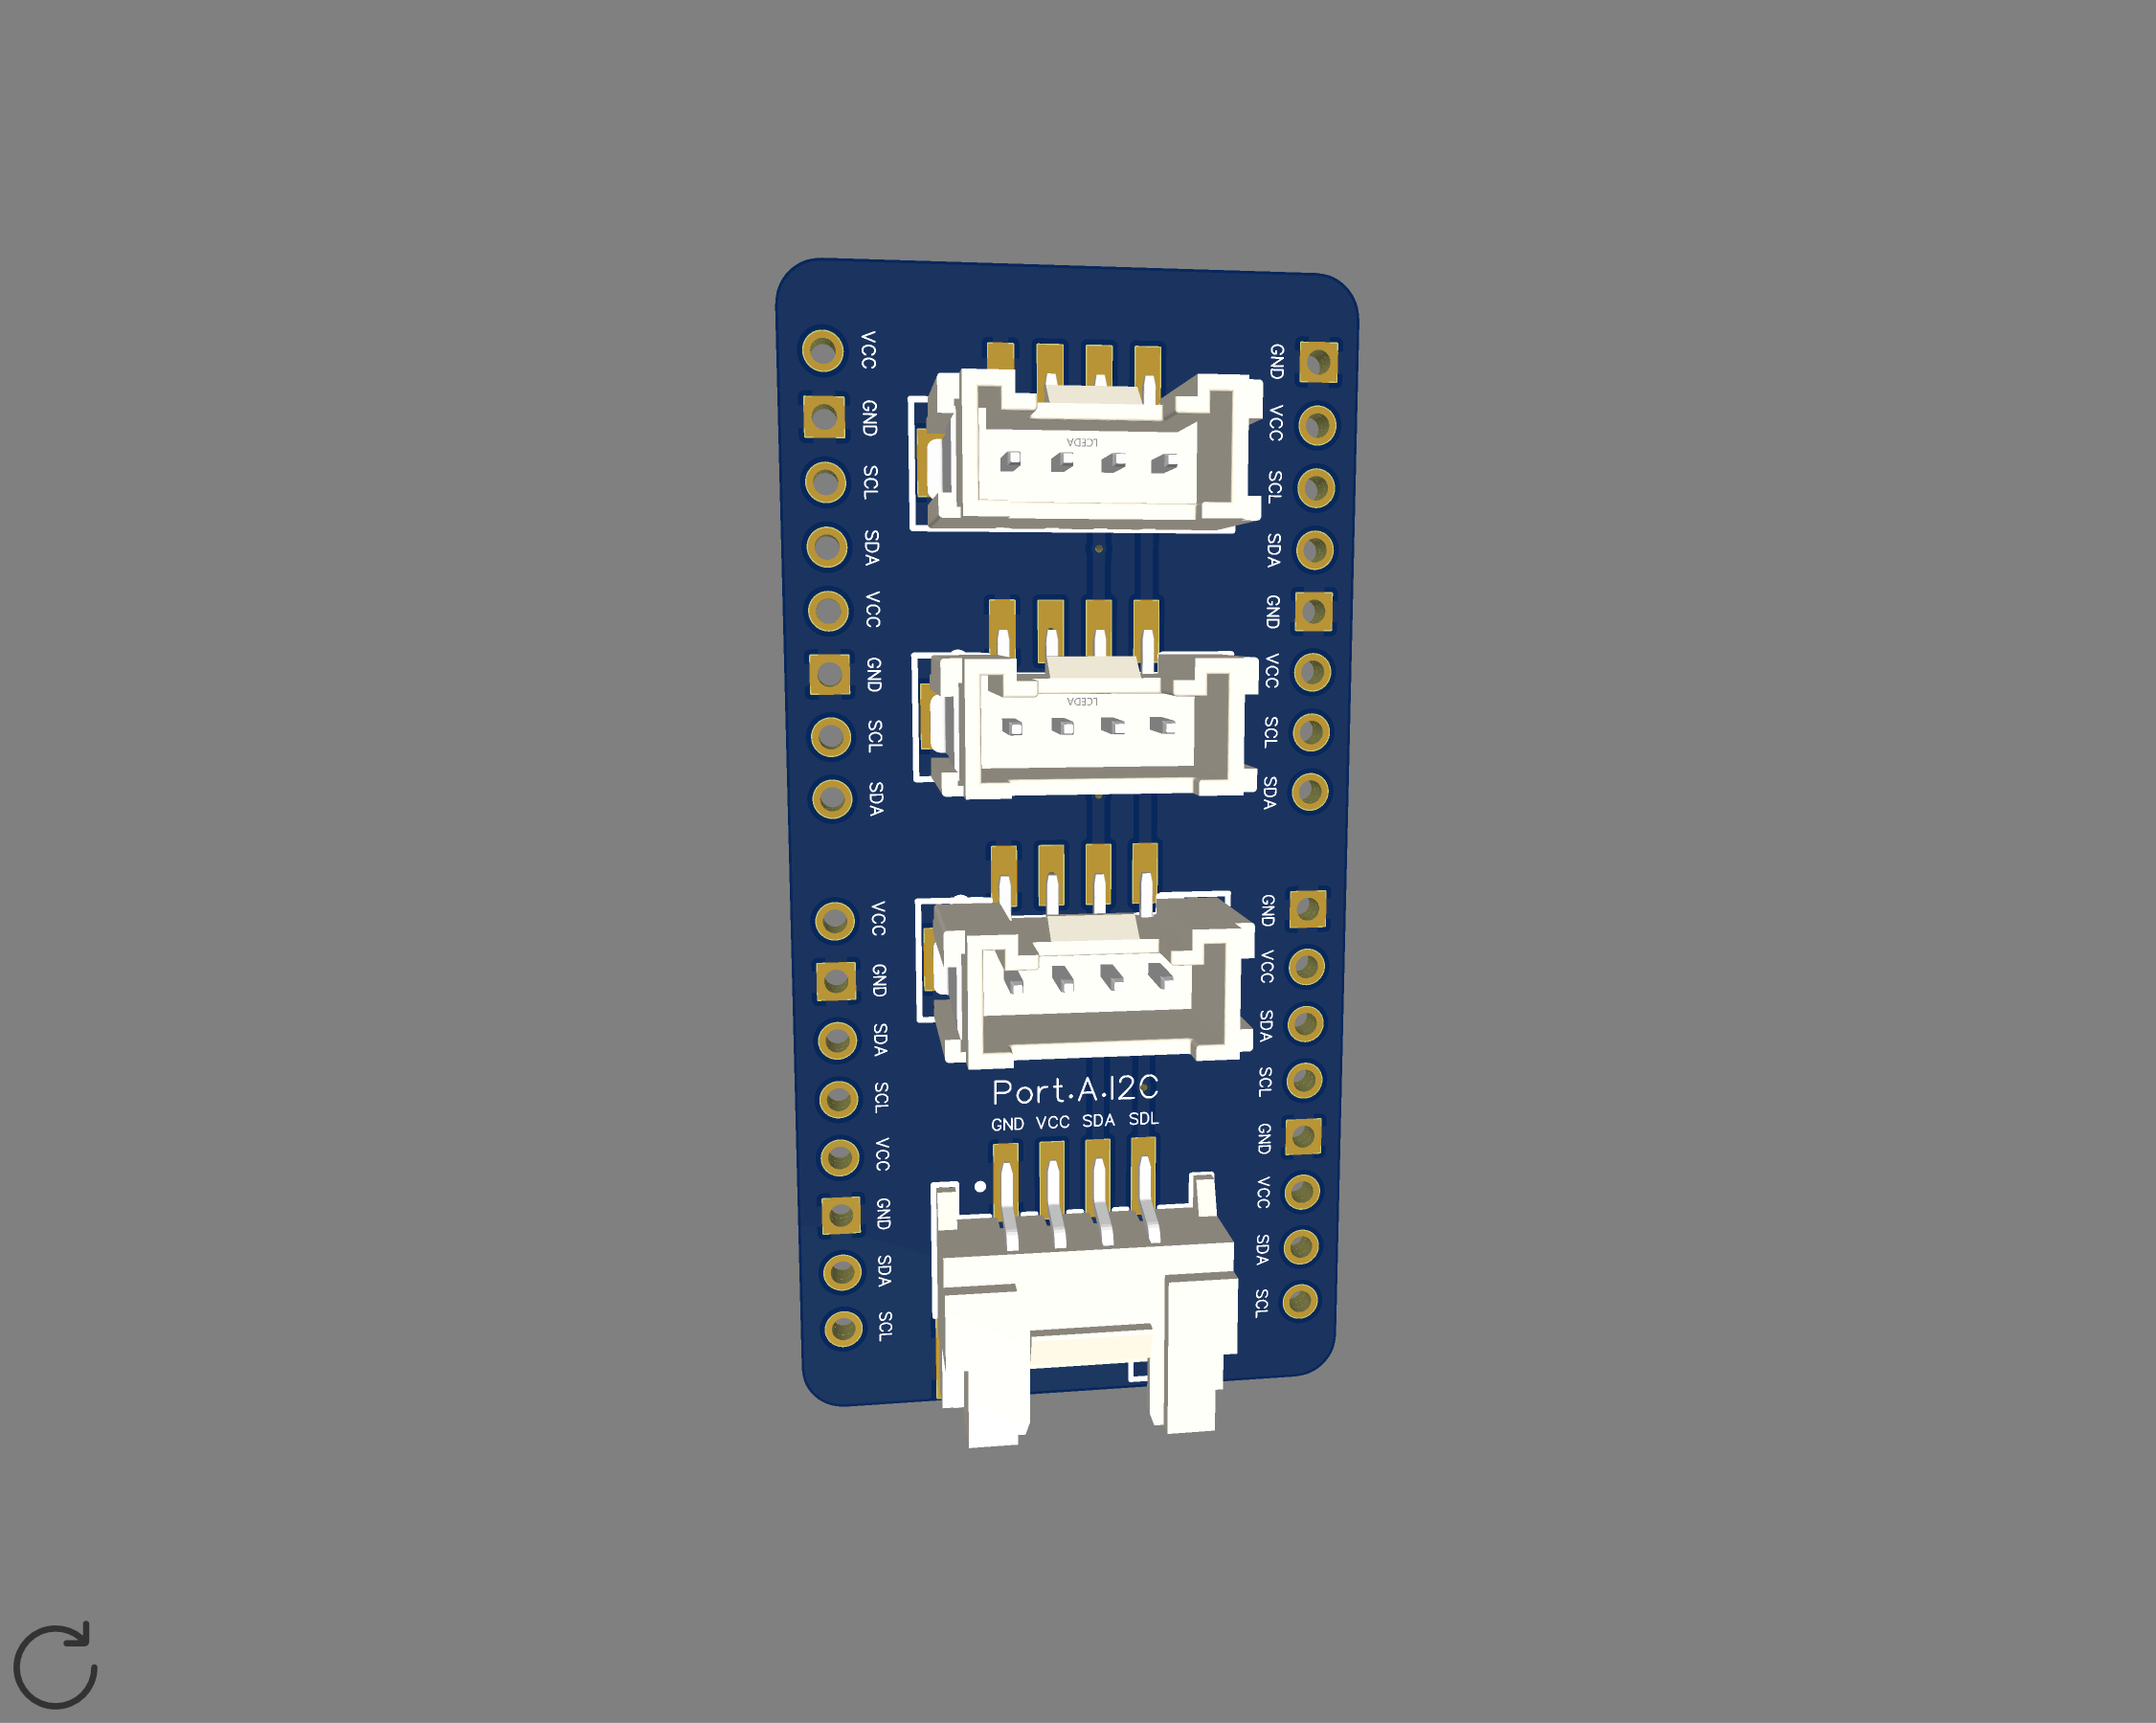 VCC
GND
SCL
SDA
VCC
GND
SCL
SDA
VCC
GND
SDA
SCL
VCC
GND
SDA
SCL
LCEDA
LCEDA
Port.A.I2C
GND VCC SDA SDL
GND
VCC
SCL
SDA
GND
VCC
SCL
SDA
GND
VCC
SDA
SCL
GND
VCC
SDA
SCL